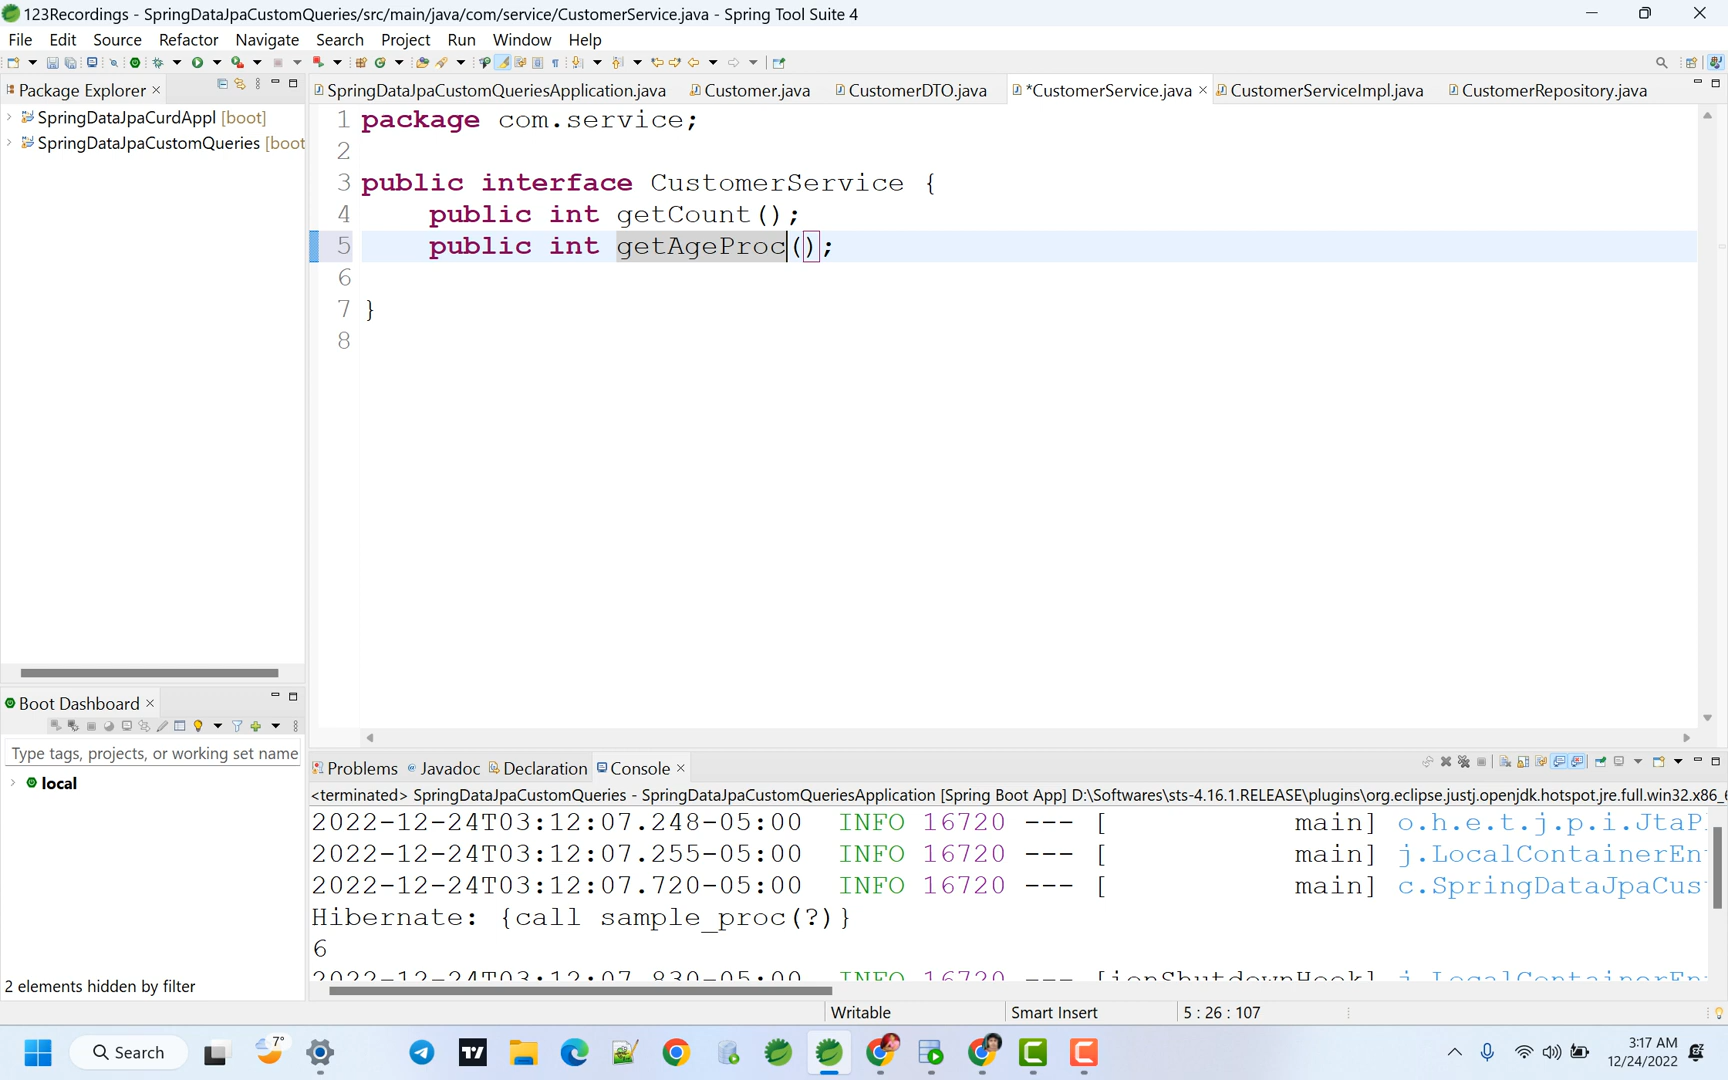 123Recordings - SpringDataJpaCustomQueries/src/main/java/com/service/CustomerService.java - Spring Tool Suite 4
File Edit Source Refactor Navigate Search Project Run Window Help
Package Explorer
SpringDataJpaCustomQueriesApplication.java Customer.java CustomerDTO.java *CustomerService.java CustomerServiceImpl.java CustomerRepository.java
SpringDataJpaCurdAppl [boot]
SpringDataJpaCustomQueries [boot
1 package com.service;
2
3 public interface CustomerService {
4 public int getCount();
5 public int getAgeProc();
6
7 }
8
Boot Dashboard
Type tags, projects, or working set name
local
2 elements hidden by filter
Problems Javadoc Declaration Console
<terminated> SpringDataJpaCustomQueries - SpringDataJpaCustomQueriesApplication [Spring Boot App] D:\Softwares\sts-4.16.1.RELEASE\plugins\org.eclipse.justj.openjdk.hotspot.jre.full.win32.x86_
2022-12-24T03:12:07.248-05:00 INFO 16720 --- [ main] o.h.e.t.j.p.i.JtaP
2022-12-24T03:12:07.255-05:00 INFO 16720 --- [ main] j.LocalContainerEn
2022-12-24T03:12:07.720-05:00 INFO 16720 --- [ main] c.SpringDataJpaCus
Hibernate: {call sample_proc(?)}
6
2022-12-24T03:12:07.830-05:00 INFO 16720 --- [ionShutdownHook] j.LocalContainerEn
Writable Smart Insert 5 : 26 : 107
7°
Search
3:17 AM
12/24/2022